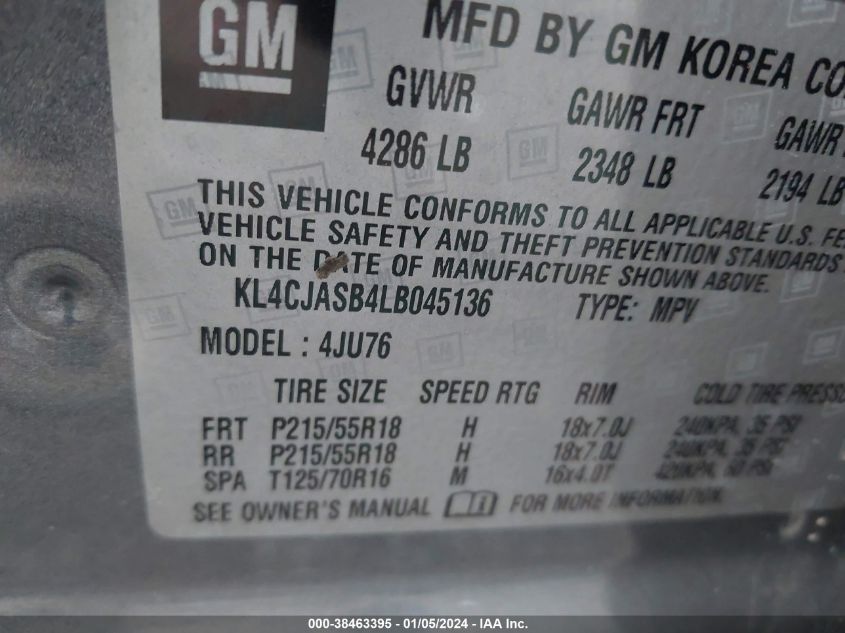 GM
MFD BY GM KOREA CO
GVWR GAWR FRT GAWR
4286 LB 2348 LB 2194 LB
THIS VEHICLE CONFORMS TO ALL APPLICABLE U.S. FE
VEHICLE SAFETY AND THEFT PREVENTION STANDARDS
ON THE DATE OF MANUFACTURE SHOWN ABOVE.
KL4CJASB4LB045136 TYPE: MPV
MODEL : 4JU76
TIRE SIZE SPEED RTG RIM COLD TIRE PRESSU
FRT P215/55R18 H 18x7.0J 240KPA, 35 PSI
RR P215/55R18 H 18x7.0J 240KPA, 35 PSI
SPA T125/70R16 M 16x4.0T 420KPA, 60 PSI
SEE OWNER'S MANUAL FOR MORE INFORMATION.
000-38463395 - 01/05/2024 - IAA Inc.